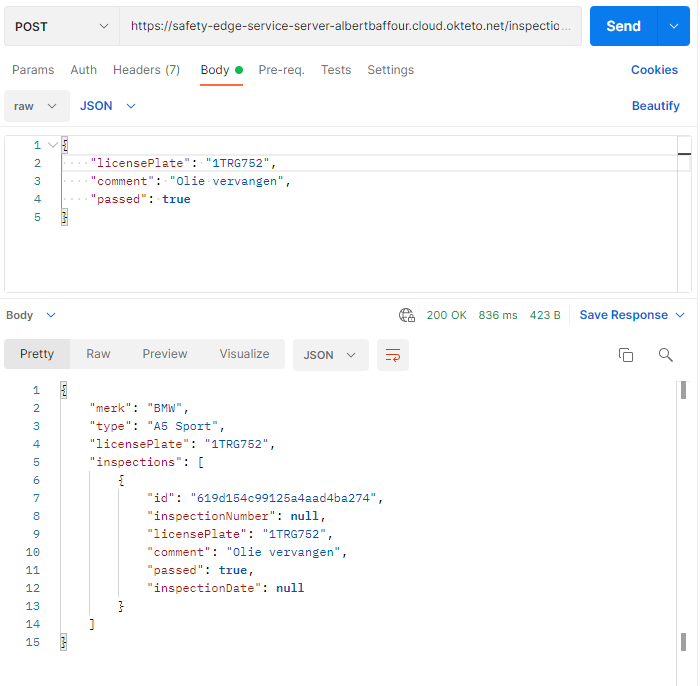 POST https://safety-edge-service-server-albertbaffour.cloud.okteto.net/inspectio... Send
Params Auth Headers (7) Body Pre-req. Tests Settings Cookies
raw JSON Beautify
1 {
2 "licensePlate": "1TRG752",
3 "comment": "Olie vervangen",
4 "passed": true
5 }
Body 200 OK 836 ms 423 B Save Response
Pretty Raw Preview Visualize JSON
1 {
2 "merk": "BMW",
3 "type": "A5 Sport",
4 "licensePlate": "1TRG752",
5 "inspections": [
6 {
7 "id": "619d154c99125a4aad4ba274",
8 "inspectionNumber": null,
9 "licensePlate": "1TRG752",
10 "comment": "Olie vervangen",
11 "passed": true,
12 "inspectionDate": null
13 }
14 ]
15 }